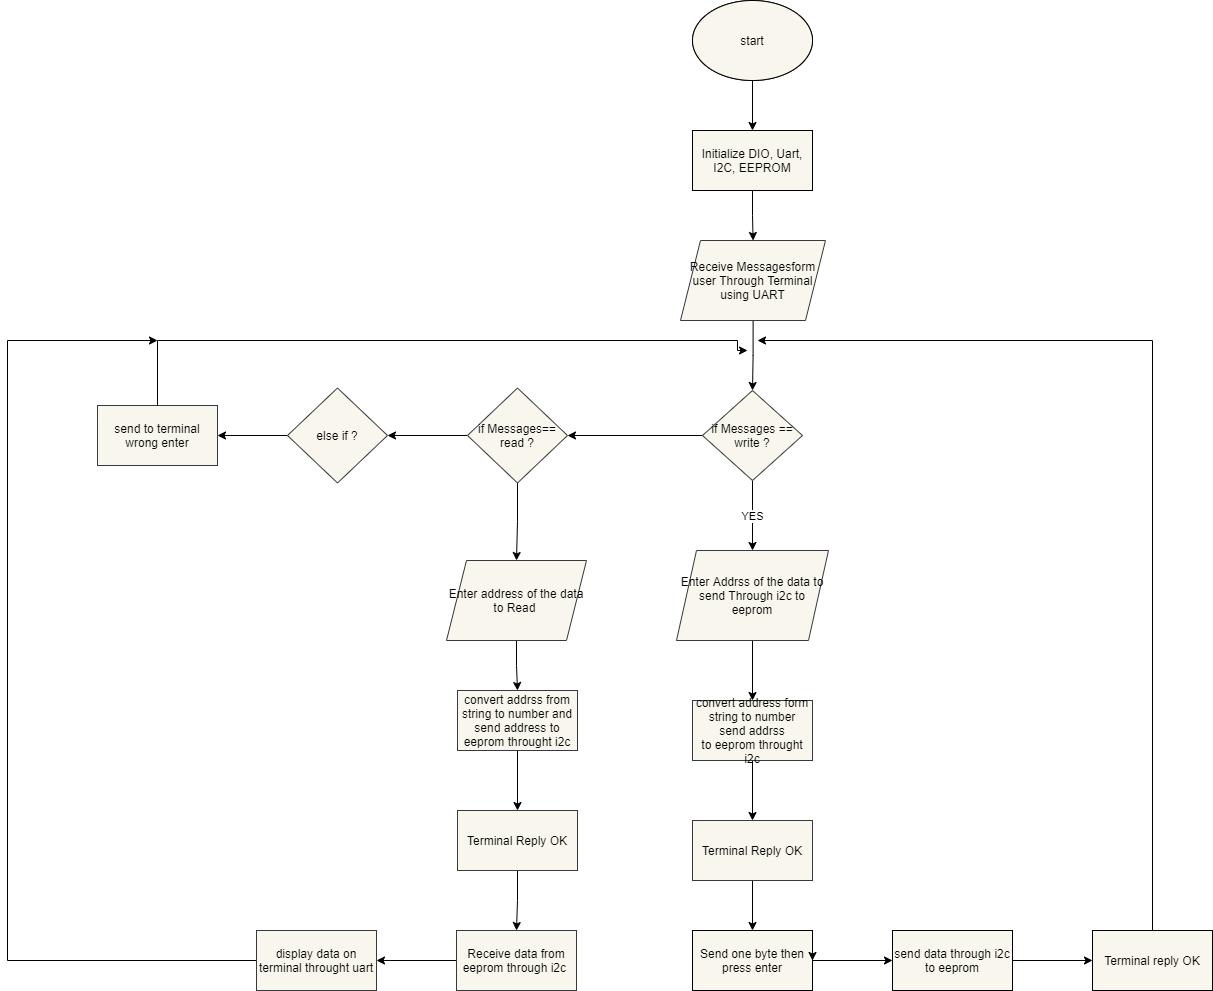 start
Initialize DIO, Uart,
I2C, EEPROM
Receive Messagesform
user Through Terminal
using UART
send to terminal
wrong enter
else if ?
if Messages==
read ?
if Messages ==
write ?
YES
Enter address of the data
to Read
Enter Addrss of the data to
send Through i2c to
eeprom
convert addrss from
string to number and
send address to
eeprom throught i2c
convert address form
string to number
send addrss
to eeprom throught
i2c
Terminal Reply OK
Terminal Reply OK
display data on
terminal throught uart
Receive data from
eeprom through i2c
Send one byte then
press enter
send data through i2c
to eeprom
Terminal reply OK